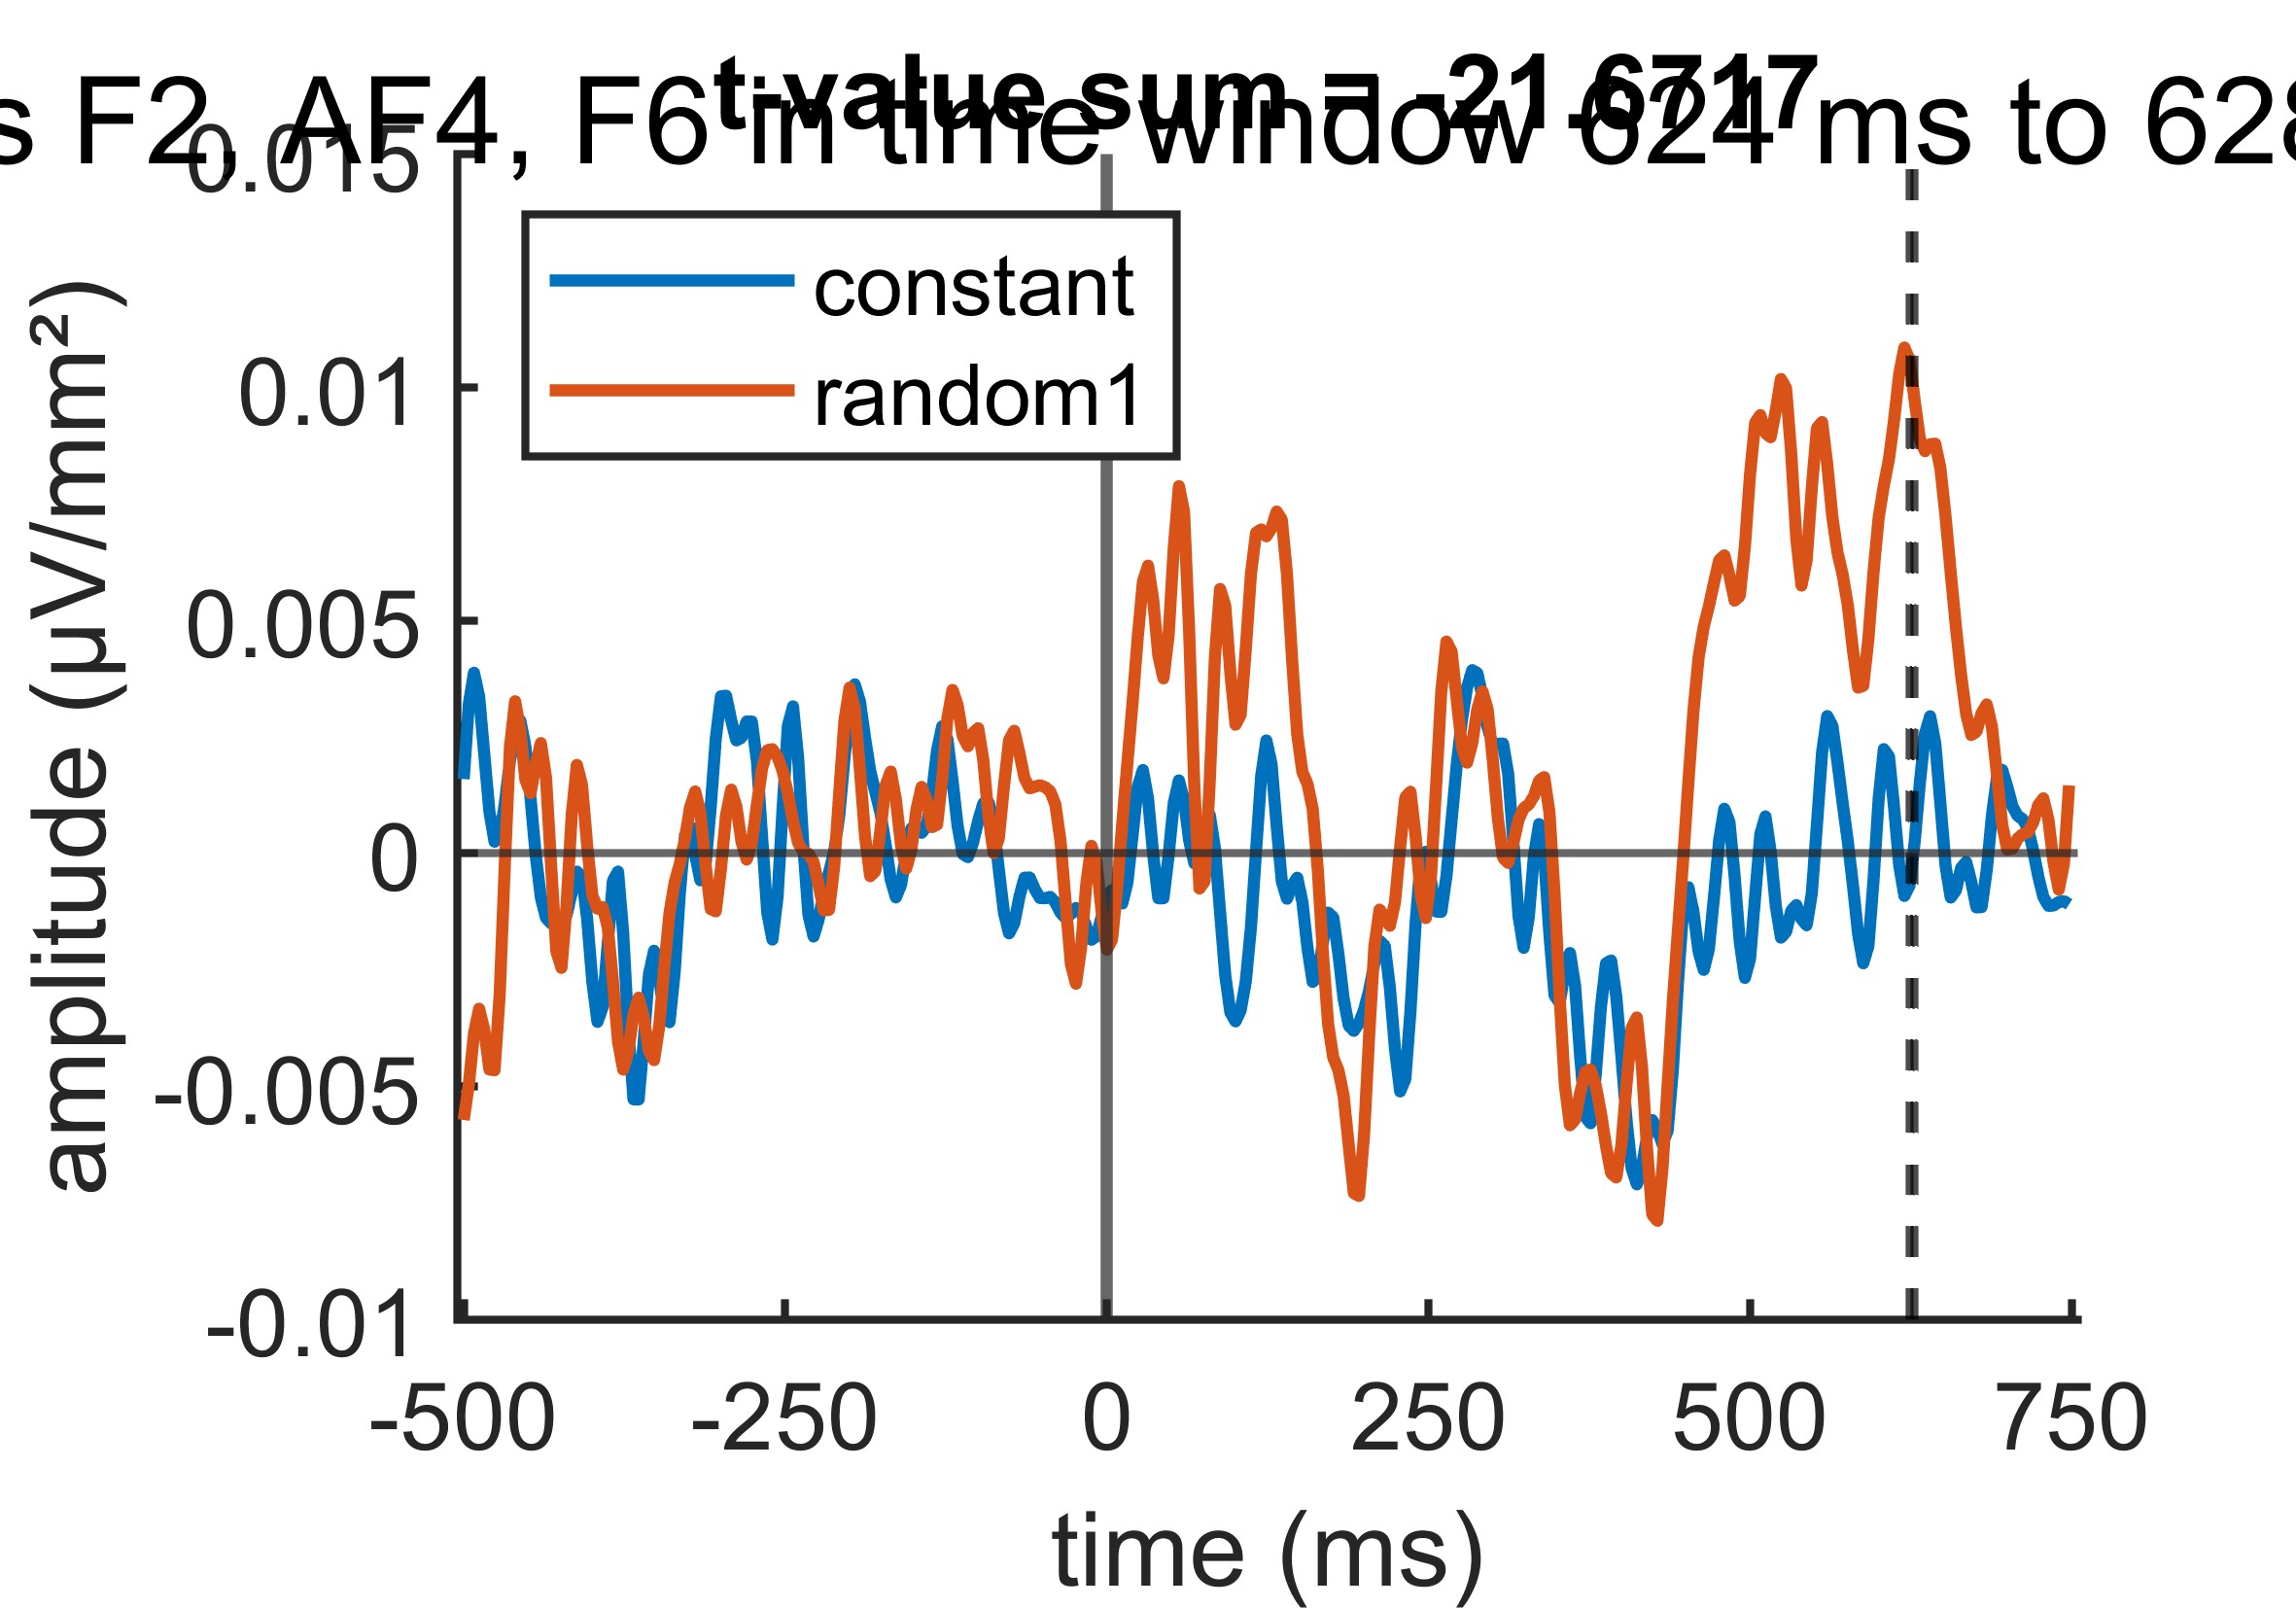 t value sum = -21.6717
s F2, AF4, F6 in time window 624 ms to 628
0.015
0.01
0.005
0
-0.005
-0.01
amplitude (µV//mm²)
constant
random1
-500 -250 0 250 500 750
time (ms)